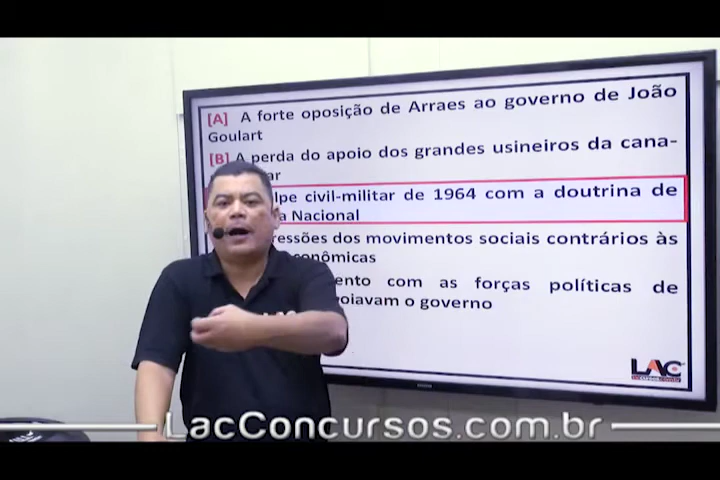 [A] A forte oposição de Arraes ao governo de João
Goulart
[B] A perda do apoio dos grandes usineiros da cana-
ar
lpe civil-militar de 1964 com a doutrina de
a Nacional
ressões dos movimentos sociais contrários às
onômicas
ento com as forças políticas de
oiavam o governo
LAC
LacConcursos.com.br